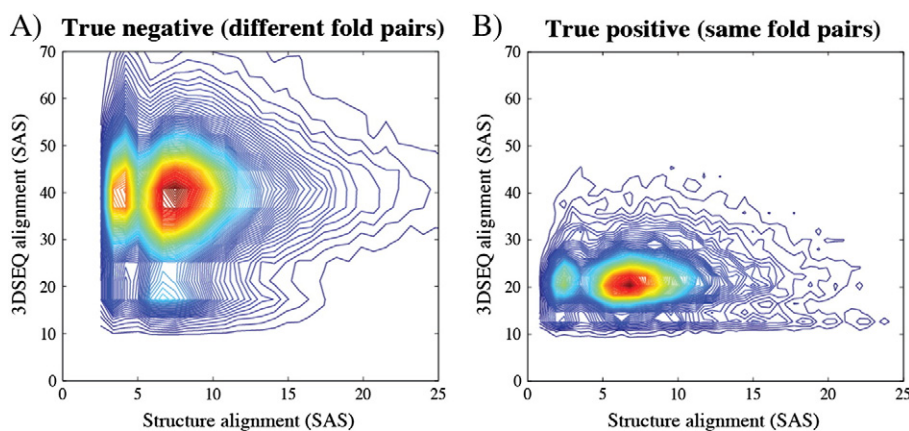 A) True negative (different fold pairs)
70
60
50
40
30
20
10
0
3DSEQ alignment (SAS)
0 5 10 15 20 25
Structure alignment (SAS)
B) True positive (same fold pairs)
70
60
50
40
30
20
10
0
3DSEQ alignment (SAS)
0 5 10 15 20 25
Structure alignment (SAS)